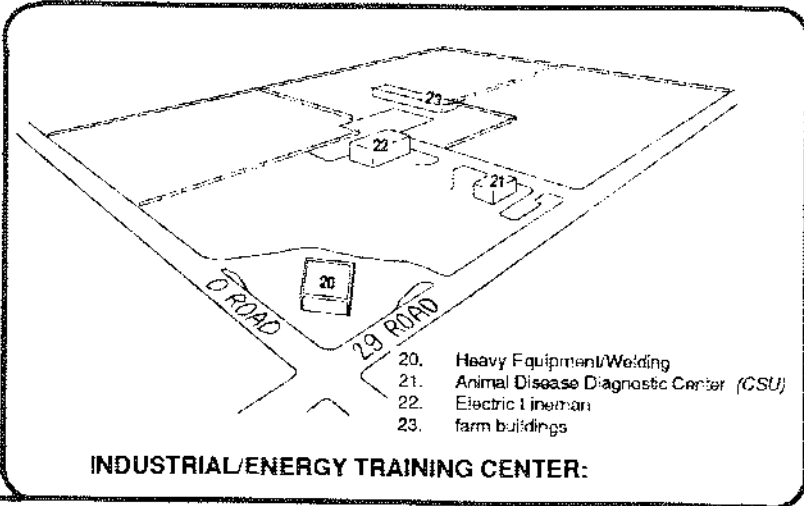 23
22
21
20
D ROAD
29 ROAD
20. Heavy Equipment/Welding
21. Animal Disease Diagnostic Center (CSU)
22. Electric Lineman
23. farm buildings
INDUSTRIAL/ENERGY TRAINING CENTER: